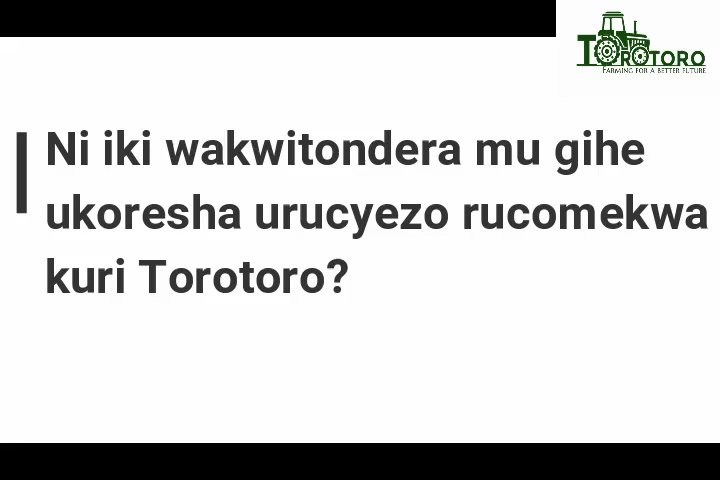 TOROTORO
FARMING FOR A BETTER FUTURE
Ni iki wakwitondera mu gihe
ukoresha urucyezo rucomekwa
kuri Torotoro?